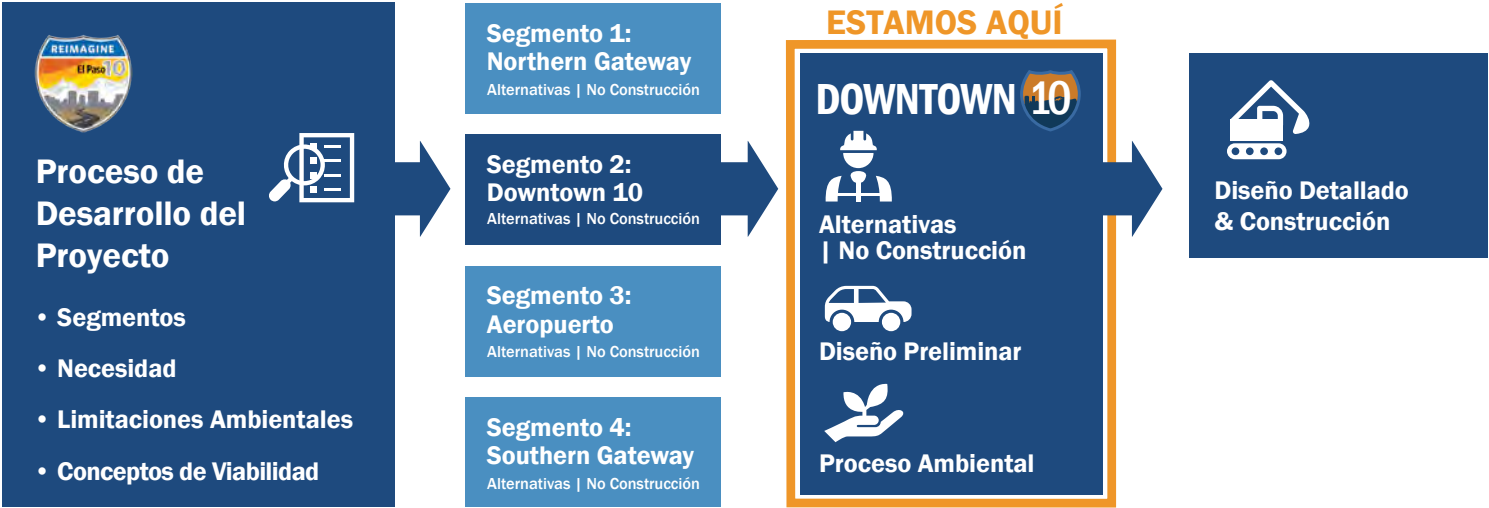 REIMAGINE
El Paso 10
Proceso de
Desarrollo del
Proyecto
• Segmentos
• Necesidad
• Limitaciones Ambientales
• Conceptos de Viabilidad
Segmento 1:
Northern Gateway
Alternativas | No Construcción
Segmento 2:
Downtown 10
Alternativas | No Construcción
Segmento 3:
Aeropuerto
Alternativas | No Construcción
Segmento 4:
Southern Gateway
Alternativas | No Construcción
ESTAMOS AQUÍ
DOWNTOWN 10
Alternativas
| No Construcción
Diseño Preliminar
Proceso Ambiental
Diseño Detallado
& Construcción